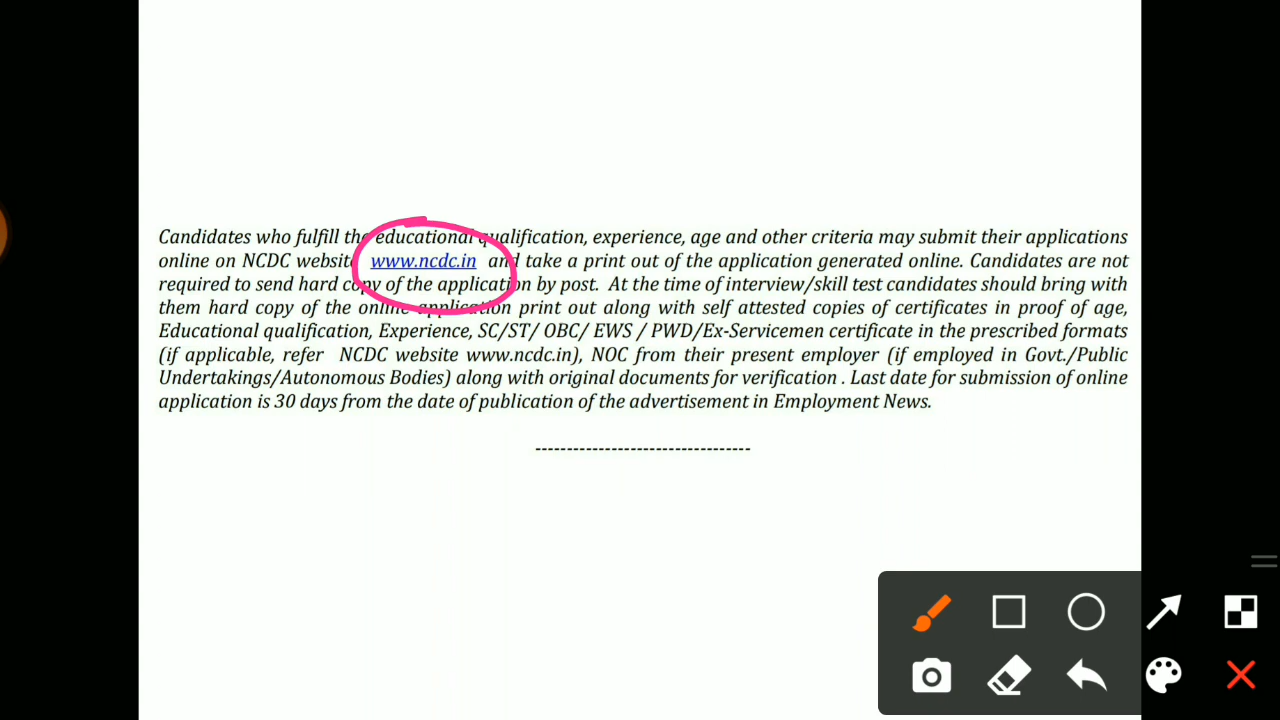 Candidates who fulfill the educational qualification, experience, age and other criteria may submit their applications
online on NCDC website www.ncdc.in and take a print out of the application generated online. Candidates are not
required to send hard copy of the application by post. At the time of interview/skill test candidates should bring with
them hard copy of the online application print out along with self attested copies of certificates in proof of age,
Educational qualification, Experience, SC/ST/ OBC/ EWS / PWD/Ex-Servicemen certificate in the prescribed formats
(if applicable, refer NCDC website www.ncdc.in), NOC from their present employer (if employed in Govt./Public
Undertakings/Autonomous Bodies) along with original documents for verification . Last date for submission of online
application is 30 days from the date of publication of the advertisement in Employment News.
----------------------------------